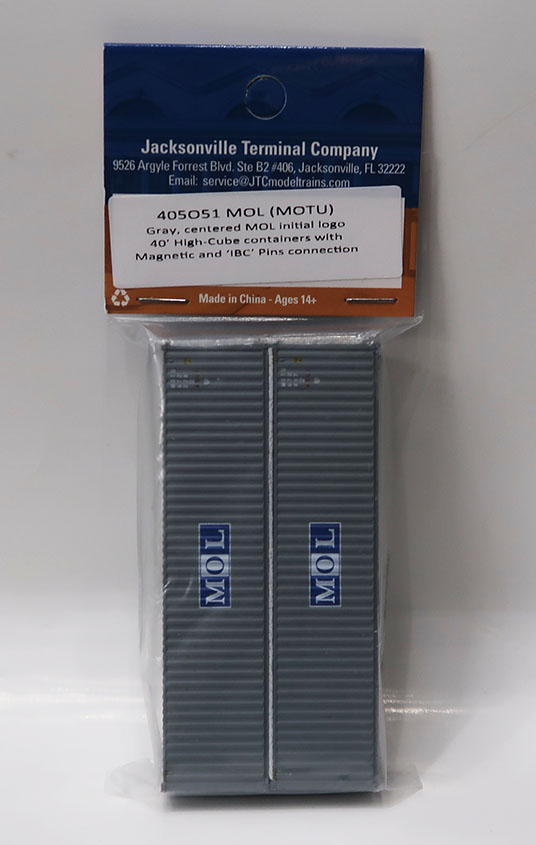 Jacksonville Terminal Company
9526 Argyle Forrest Blvd. Ste B2 #406, Jacksonville, FL 32222
Email: service@JTCmodeltrains.com
405051 MOL (MOTU)
Gray, centered MOL initial logo
40' High-Cube containers with
Magnetic and 'IBC' Pins connection
Made in China - Ages 14+
MOL
MOL